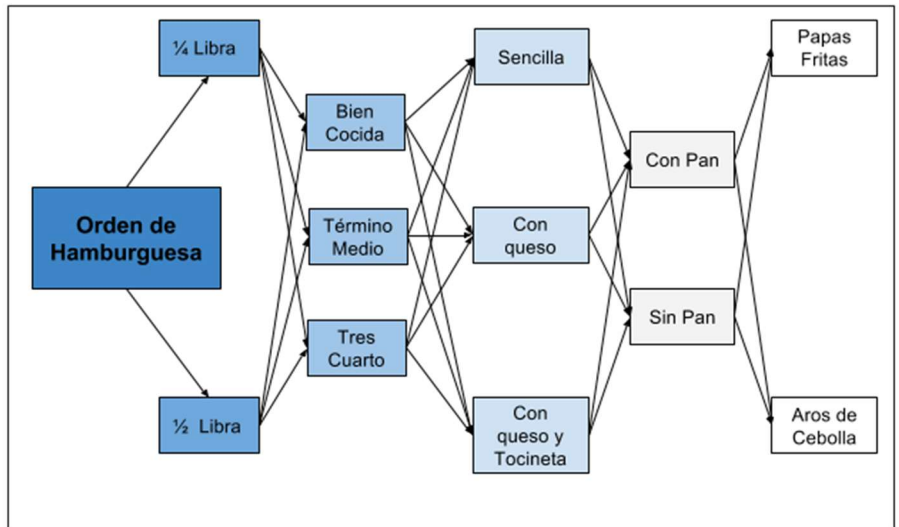 ¼ Libra
Sencilla
Papas
Fritas
Bien
Cocida
Con Pan
Orden de
Hamburguesa
Término
Medio
Con
queso
Tres
Cuarto
Sin Pan
½ Libra
Con
queso y
Tocineta
Aros de
Cebolla